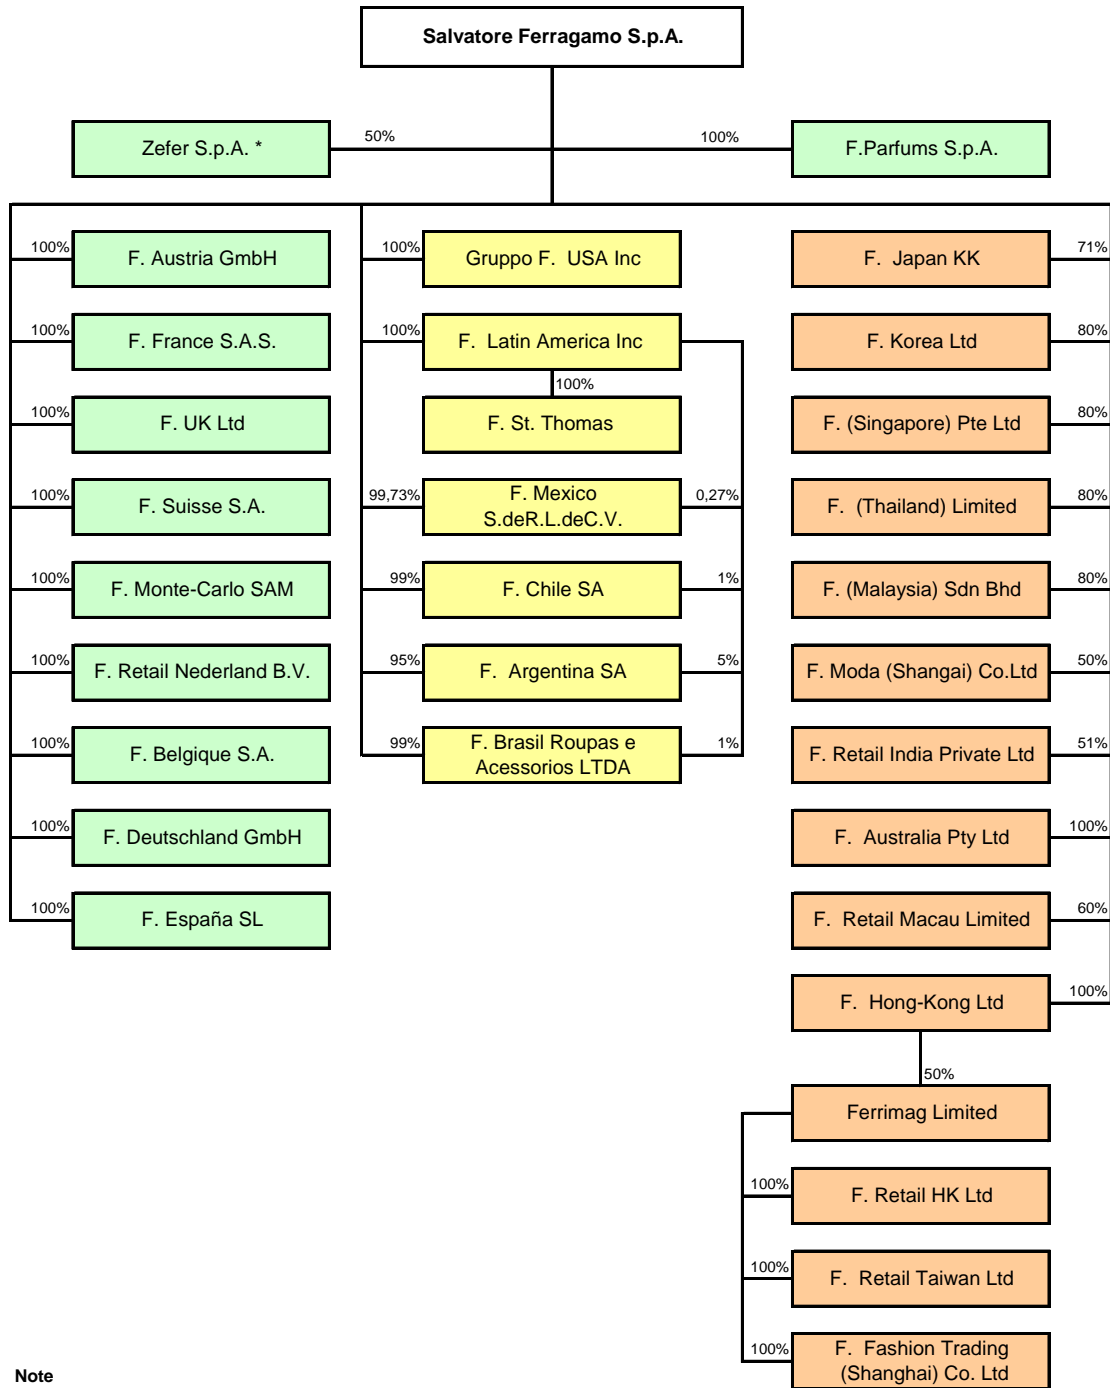 Salvatore Ferragamo S.p.A.
Zefer S.p.A. *
50%
100%
F.Parfums S.p.A.
100%
F. Austria GmbH
100%
Gruppo F. USA Inc
F. Japan KK
71%
100%
F. France S.A.S.
100%
F. Latin America Inc
F. Korea Ltd
80%
100%
100%
F. UK Ltd
F. St. Thomas
F. (Singapore) Pte Ltd
80%
100%
F. Suisse S.A.
99,73%
F. Mexico
S.deR.L.deC.V.
0,27%
F. (Thailand) Limited
80%
100%
F. Monte-Carlo SAM
99%
F. Chile SA
1%
F. (Malaysia) Sdn Bhd
80%
100%
F. Retail Nederland B.V.
95%
F. Argentina SA
5%
F. Moda (Shangai) Co.Ltd
50%
100%
F. Belgique S.A.
99%
F. Brasil Roupas e
Acessorios LTDA
1%
F. Retail India Private Ltd
51%
100%
F. Deutschland GmbH
F. Australia Pty Ltd
100%
100%
F. España SL
F. Retail Macau Limited
60%
F. Hong-Kong Ltd
100%
50%
Ferrimag Limited
100%
F. Retail HK Ltd
100%
F. Retail Taiwan Ltd
100%
F. Fashion Trading
(Shanghai) Co. Ltd
Note